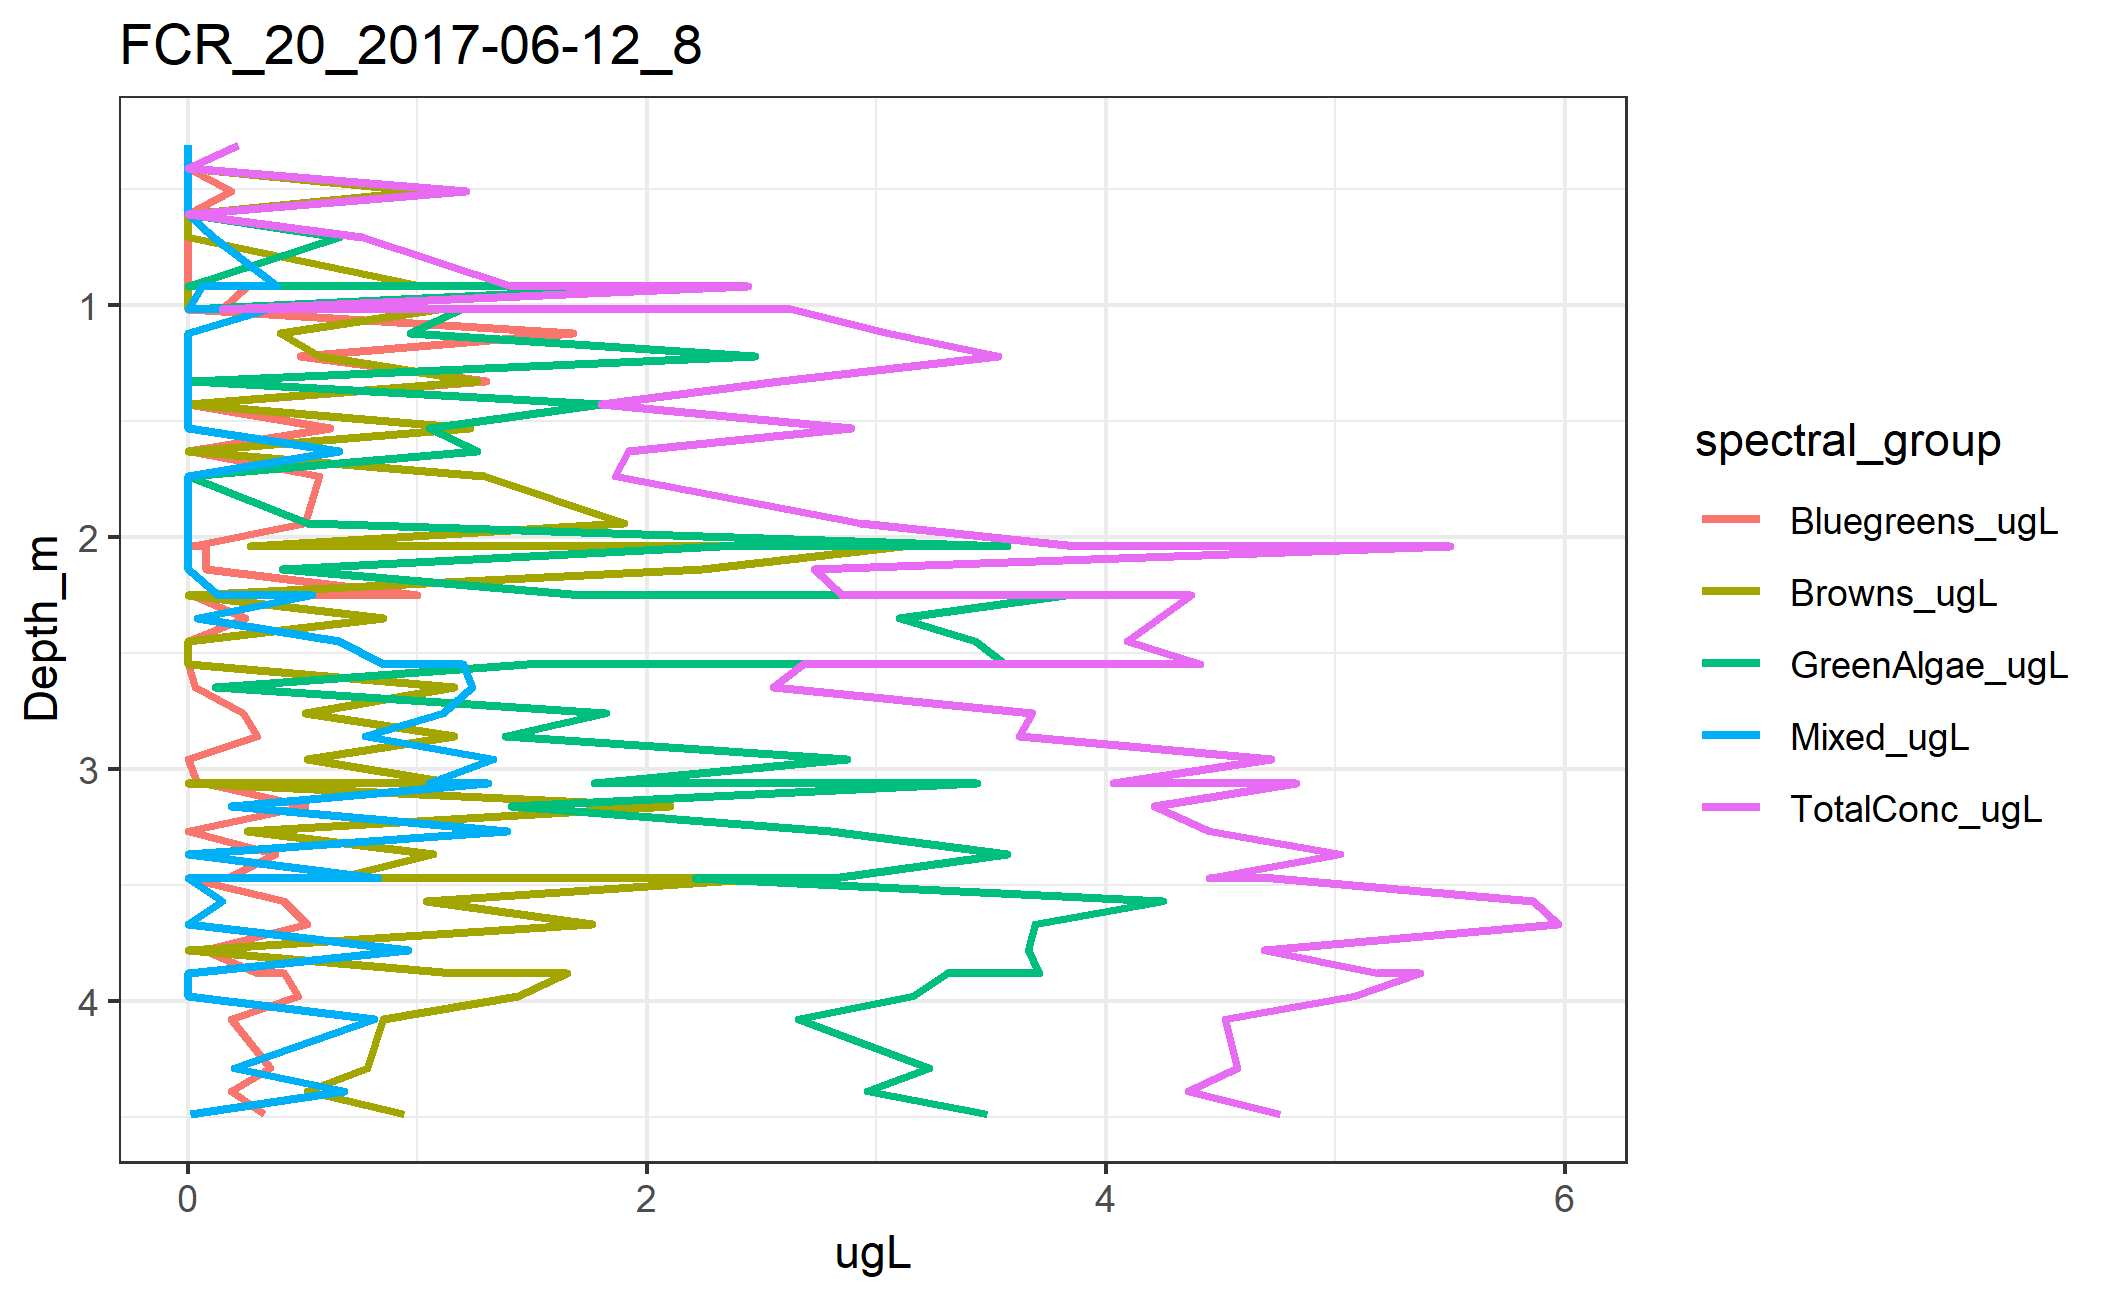 FCR_20_2017-06-12_8
1
2
3
4
Depth_m
0 2 4 6
ugL
spectral_group
Bluegreens_ugL
Browns_ugL
GreenAlgae_ugL
Mixed_ugL
TotalConc_ugL